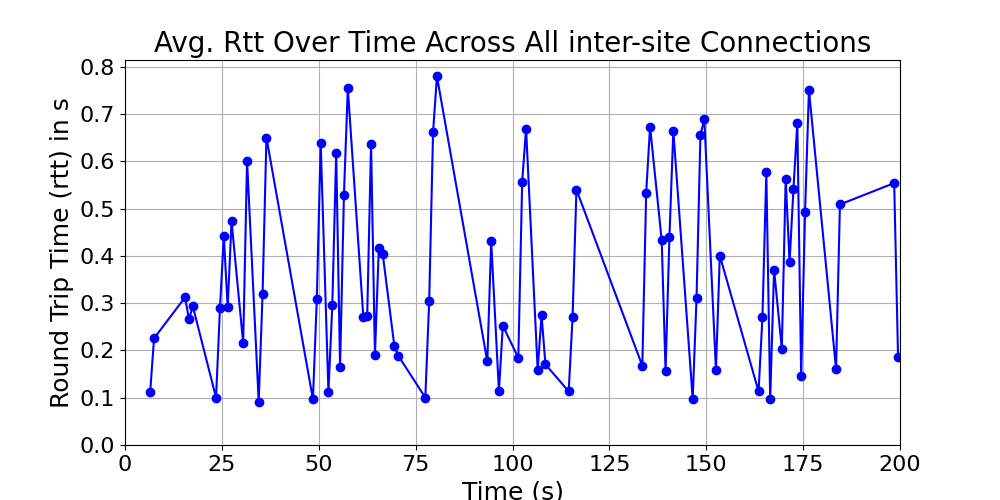 Avg. Rtt Over Time Across All inter-site Connections
Round Trip Time (rtt) in s
0.8
0.7
0.6
0.5
0.4
0.3
0.2
0.1
0.0
0 25 50 75 100 125 150 175 200
Time (s)